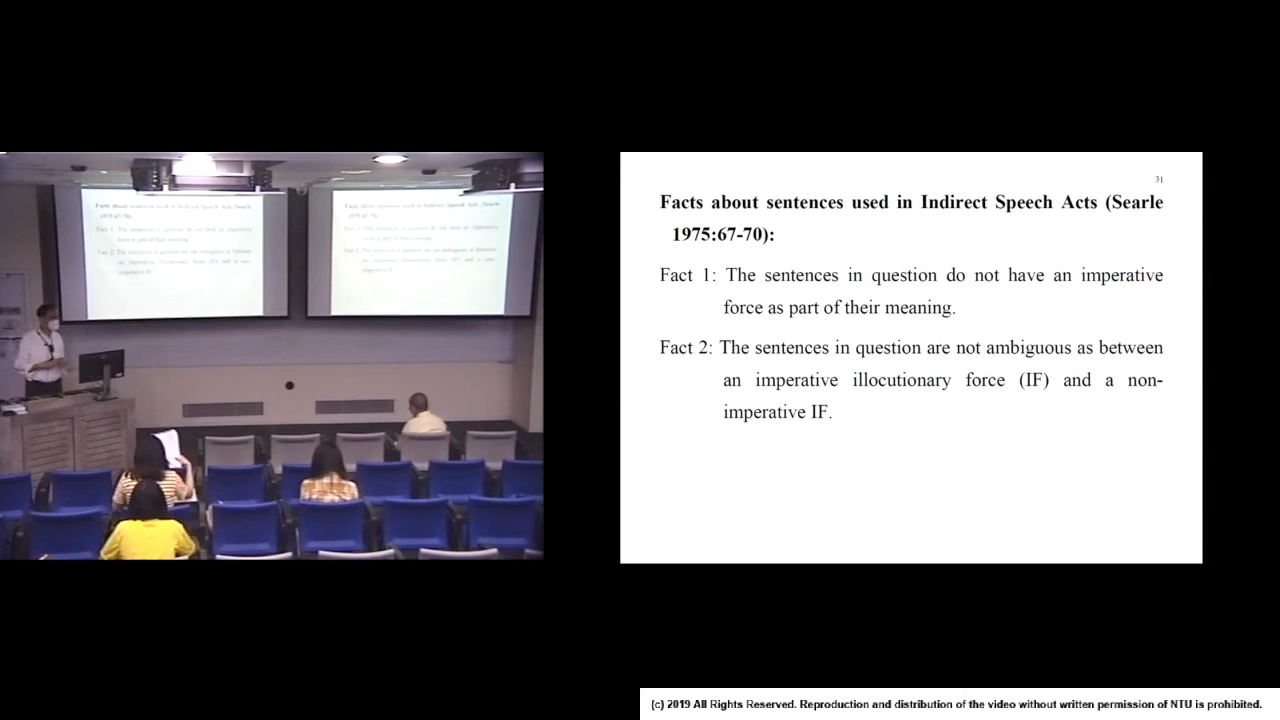 31
Facts about sentences used in Indirect Speech Acts (Searle
1975:67-70):
Fact 1: The sentences in question do not have an imperative
force as part of their meaning.
Fact 2: The sentences in question are not ambiguous as between
an imperative illocutionary force (IF) and a non-
imperative IF.
(c) 2019 All Rights Reserved. Reproduction and distribution of the video without written permission of NTU is prohibited.